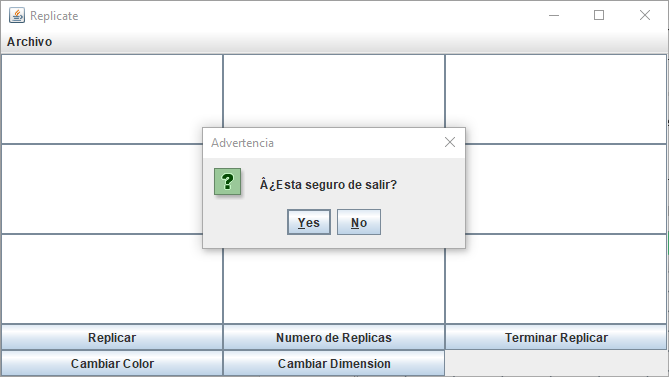 Replicate
Archivo
Advertencia
Â¿Esta seguro de salir?
Yes No
Replicar Numero de Replicas Terminar Replicar
Cambiar Color Cambiar Dimension